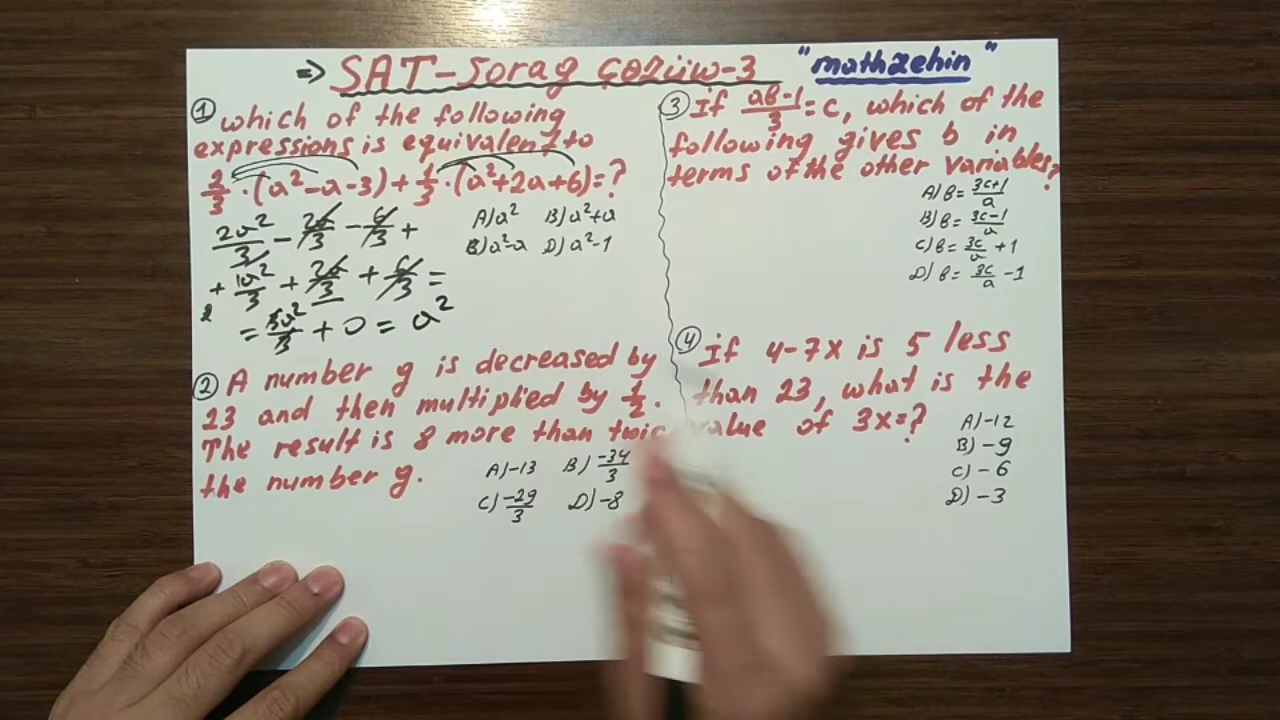 ⇒ SAT-Sorag çözüw-3 "mathzehin"
① which of the following
expressions is equivalent to
2/3 · (a²-a-3) + 1/3 · (a²+2a+6) = ?
A) a² B) a²+a
B) a²-a D) a²-1
2a²/3 - 2a/3 - 6/3 +
+ 1a²/3 + 2a/3 + 6/3 =
= 3a²/3 + 0 = a²
② A number g is decreased by
23 and then multiplied by 1/2.
The result is 8 more than twice
the number g.
A) -13 B) -34/3
C) -29/3 D) -8
③ If ab-1/3 = c, which of the
following gives b in
terms of the other variables?
A) b = 3c+1/a
B) b = 3c-1/a
C) b = 3c/a + 1
D) b = 3c/a - 1
④ If 4-7x is 5 less
than 23, what is the
value of 3x=?
A) -12
B) -9
C) -6
D) -3